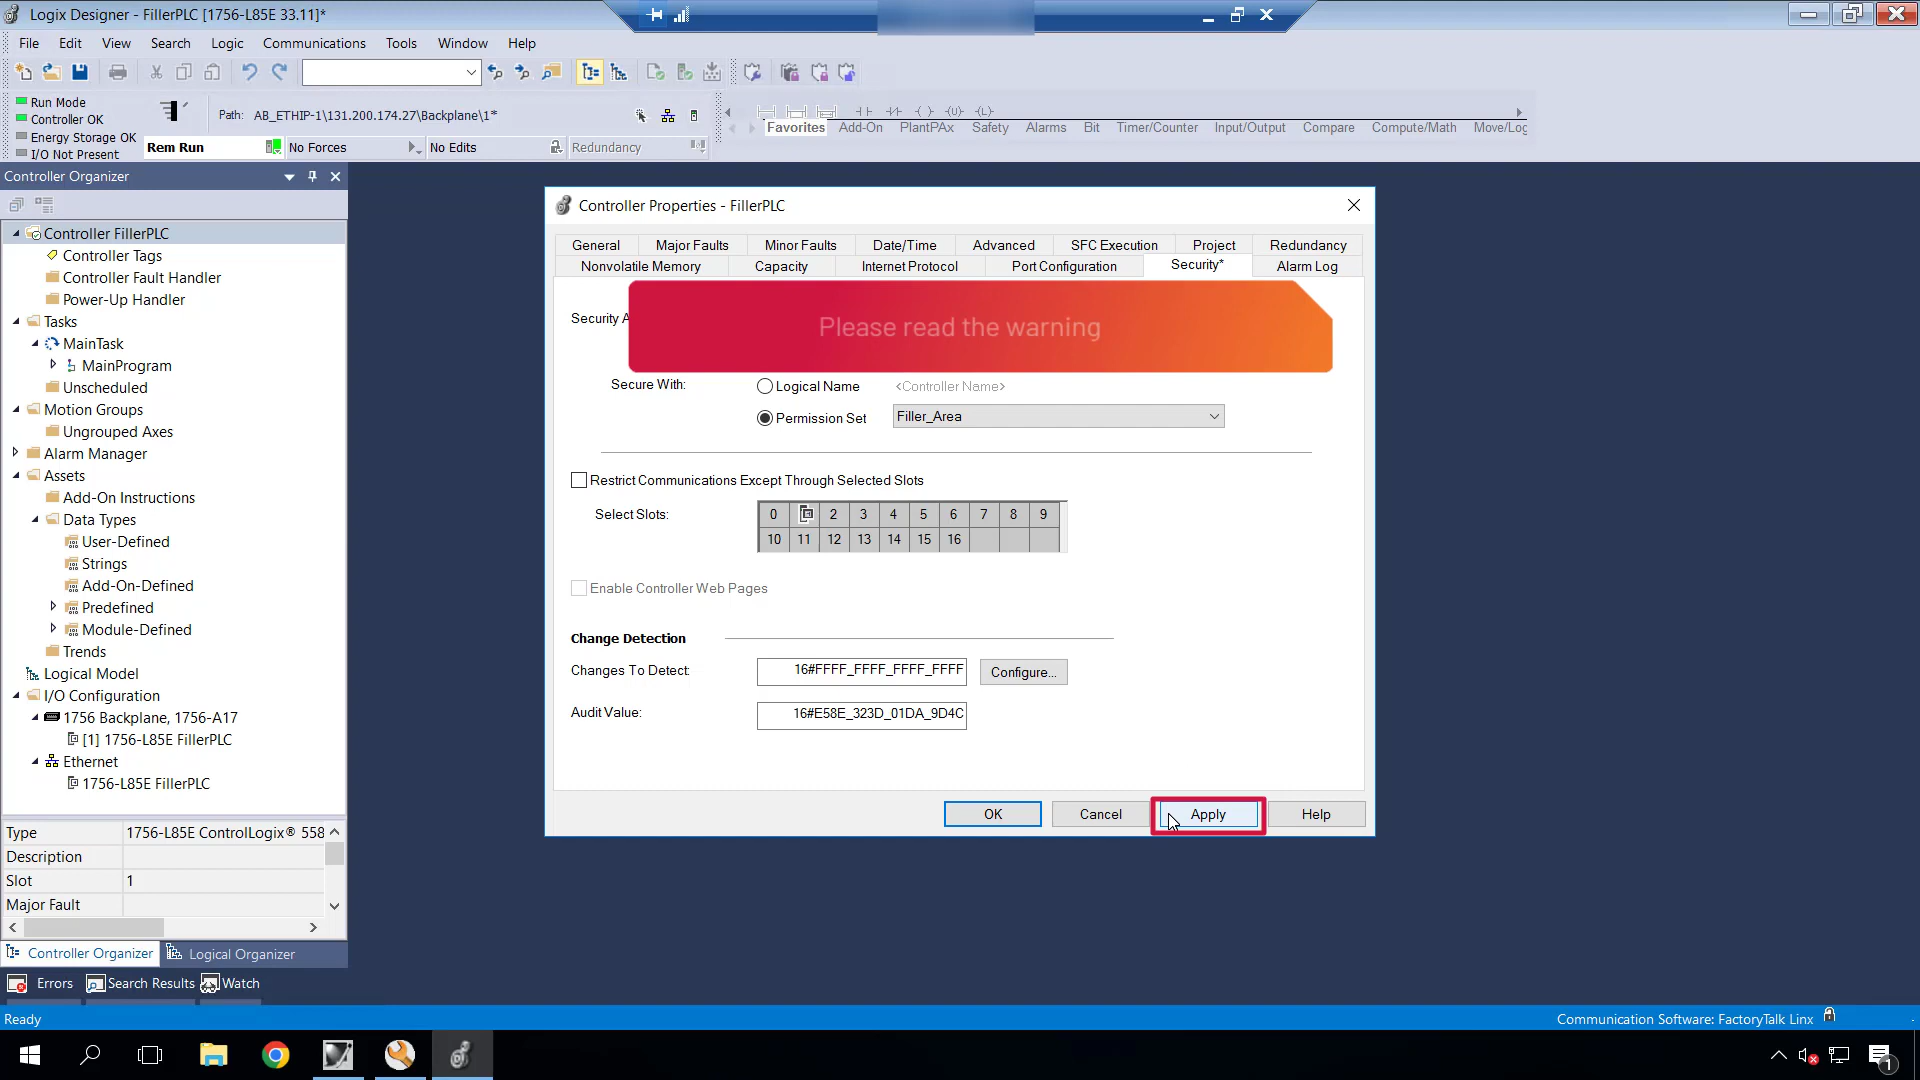 Logix Designer - FillerPLC [1756-L85E 33.11]*
File Edit View Search Logic Communications Tools Window Help
Run Mode
Controller OK
Energy Storage OK
I/O Not Present
Rem Run
No Forces
No Edits
Redundancy
Path: AB_ETHIP-1\131.200.174.27\Backplane\1*
Favorites Add-On PlantPAx Safety Alarms Bit Timer/Counter Input/Output Compare Compute/Math Move/Log
Controller Organizer
Controller FillerPLC
Controller Tags
Controller Fault Handler
Power-Up Handler
Tasks
MainTask
MainProgram
Unscheduled
Motion Groups
Ungrouped Axes
Alarm Manager
Assets
Add-On Instructions
Data Types
User-Defined
Strings
Add-On-Defined
Predefined
Module-Defined
Trends
Logical Model
I/O Configuration
1756 Backplane, 1756-A17
[1] 1756-L85E FillerPLC
Ethernet
1756-L85E FillerPLC
Type 1756-L85E ControlLogix® 558
Description
Slot 1
Major Fault
Controller Organizer Logical Organizer
Errors Search Results Watch
Controller Properties - FillerPLC
General Major Faults Minor Faults Date/Time Advanced SFC Execution Project Redundancy
Nonvolatile Memory Capacity Internet Protocol Port Configuration Security* Alarm Log
Security A
Please read the warning
Secure With: Logical Name <Controller Name>
Permission Set Filler_Area
Restrict Communications Except Through Selected Slots
Select Slots: 0 2 3 4 5 6 7 8 9
10 11 12 13 14 15 16
Enable Controller Web Pages
Change Detection
Changes To Detect: 16#FFFF_FFFF_FFFF_FFFF Configure...
Audit Value: 16#E58E_323D_01DA_9D4C
OK Cancel Apply Help
Ready
Communication Software: FactoryTalk Linx
1